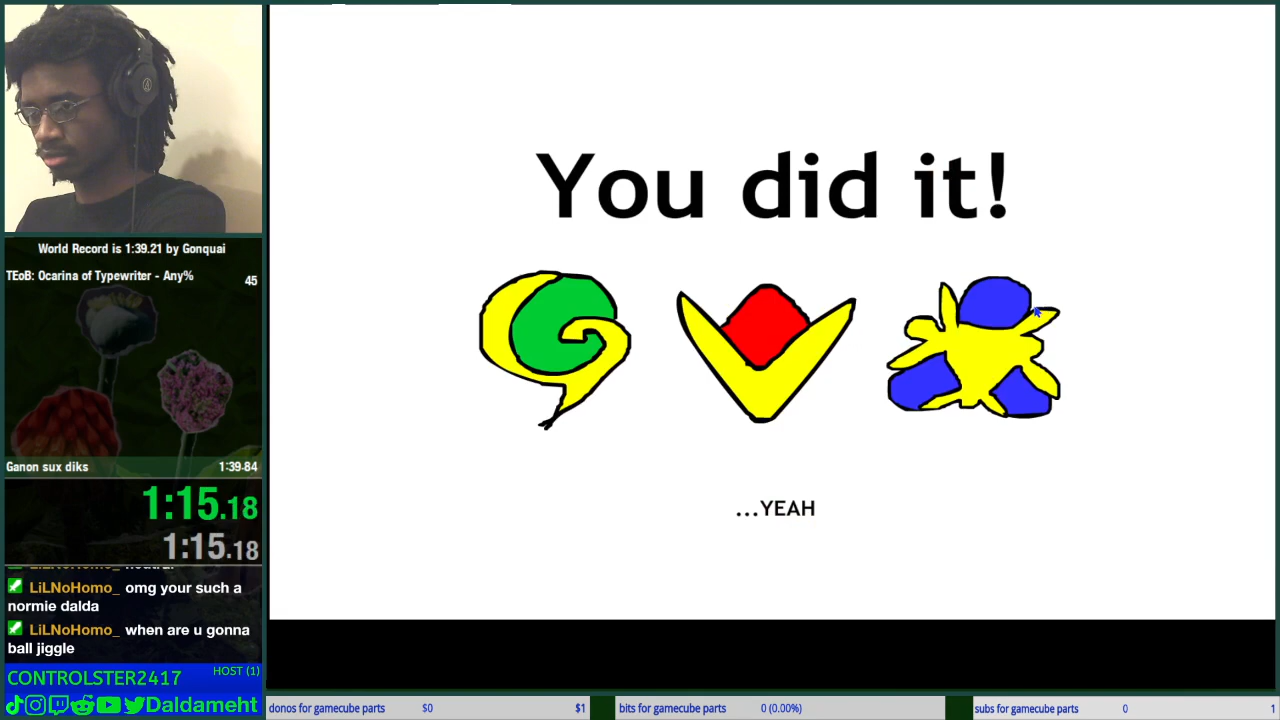 You did it!
...YEAH
World Record is 1:39.21 by Gonquai
TEoB: Ocarina of Typewriter - Any% 45
Ganon sux diks 1:39.84
1:15.18
1:15.18
LiLNoHomo_ omg your such a
normie dalda
LiLNoHomo_ when are u gonna
ball jiggle
CONTROLSTER2417 HOST (1)
Daldameht
donos for gamecube parts $0 $1
bits for gamecube parts 0 (0.00%)
subs for gamecube parts 0 1